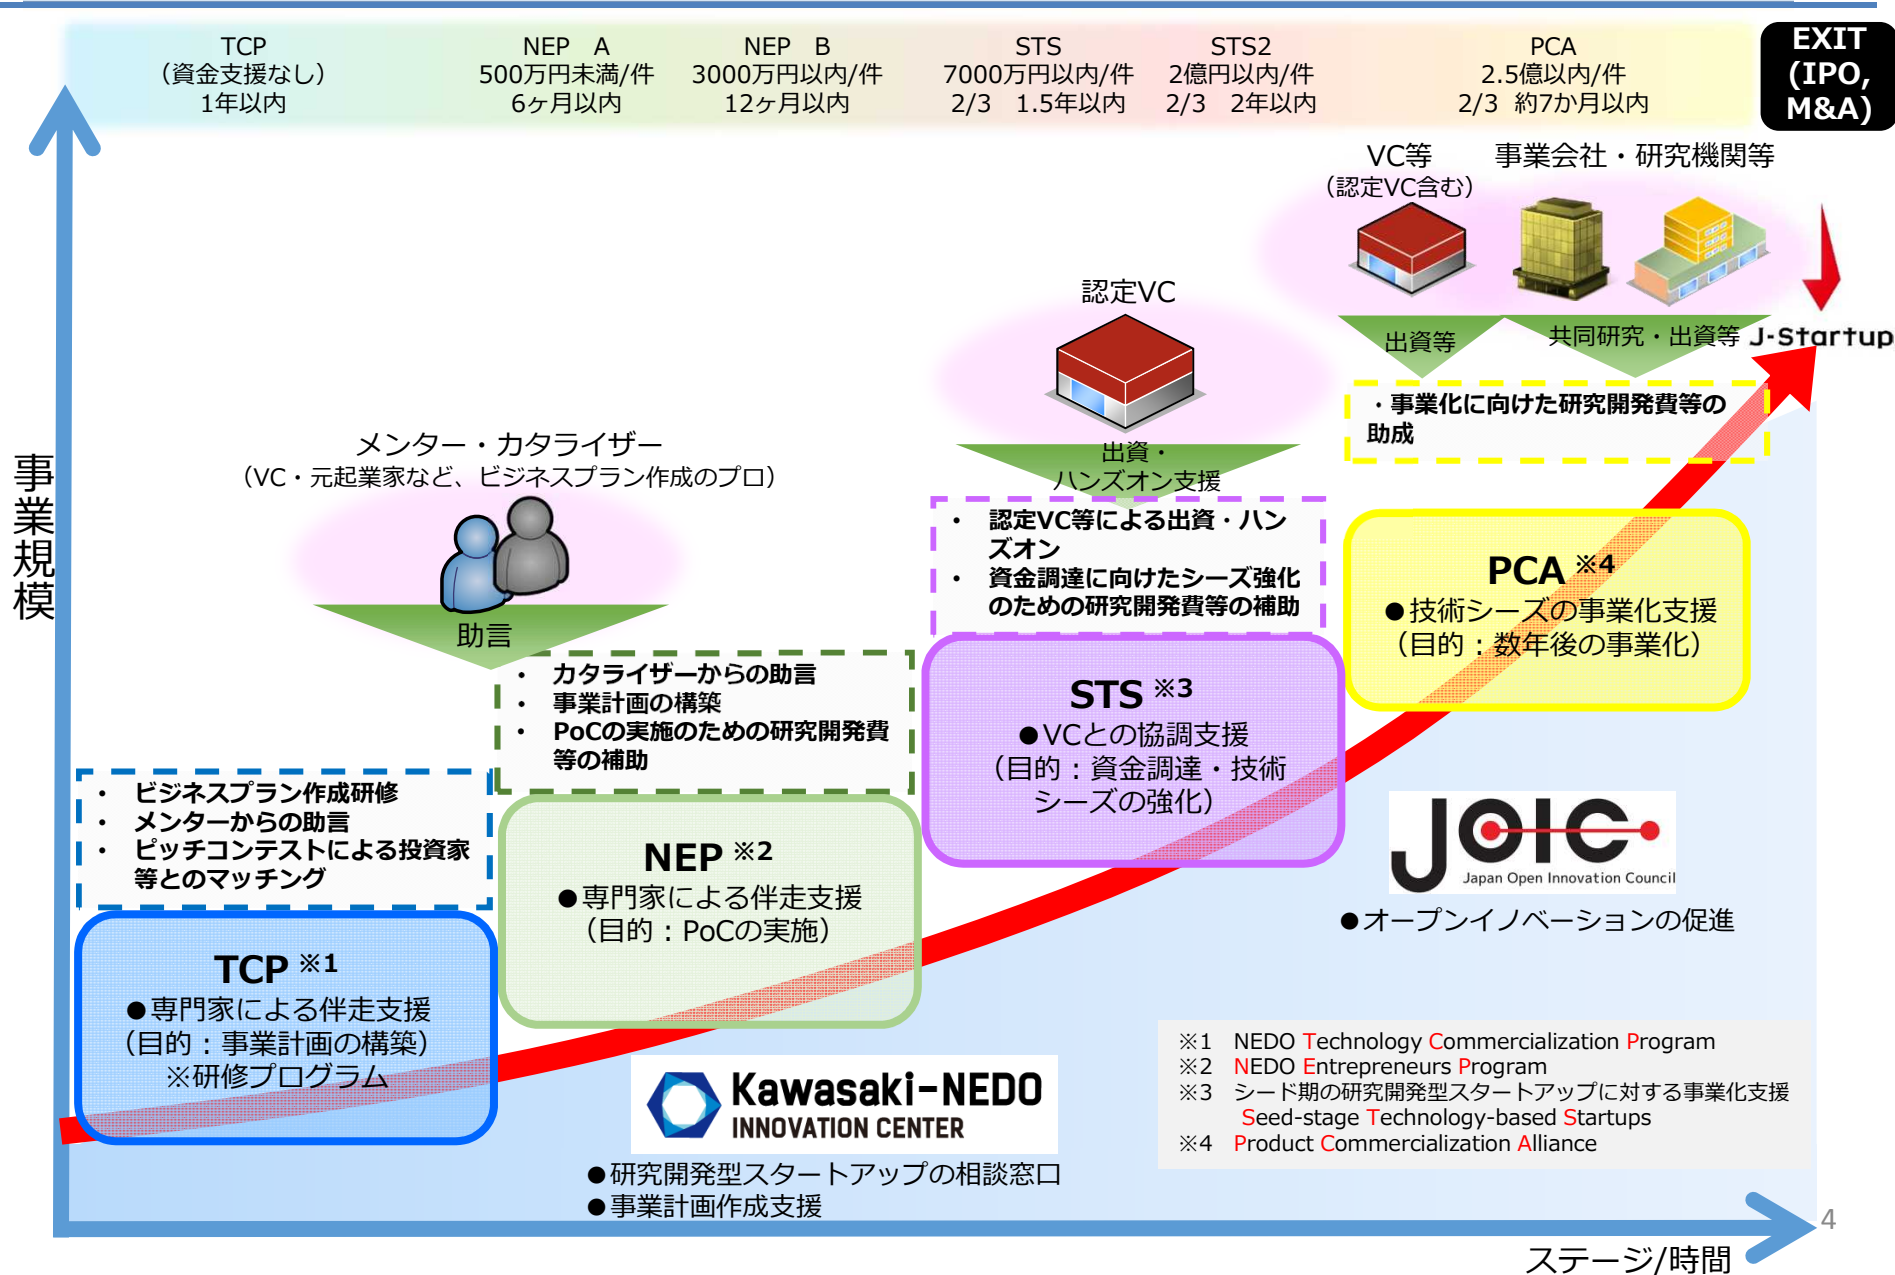 TCP
（資金支援なし）
1年以内
NEP　A
500万円未満/件
6ヶ月以内
NEP　B
3000万円以内/件
12ヶ月以内
STS
7000万円以内/件
2/3　1.5年以内
STS2
2億円以内/件
2/3　2年以内
PCA
2.5億以内/件
2/3 約7か月以内
EXIT
(IPO,
M&A)
VC等
（認定VC含む）
事業会社・研究機関等
出資等
共同研究・出資等
J-Startup
・事業化に向けた研究開発費等の
助成
認定VC
出資・
ハンズオン支援
・ 認定VC等による出資・ハン
ズオン
・ 資金調達に向けたシーズ強化
のための研究開発費等の補助
メンター・カタライザー
（VC・元起業家など、ビジネスプラン作成のプロ）
助言
・ カタライザーからの助言
・ 事業計画の構築
・ PoCの実施のための研究開発費
等の補助
・ ビジネスプラン作成研修
・ メンターからの助言
・ ピッチコンテストによる投資家
等とのマッチング
事業規模
PCA ※4
●技術シーズの事業化支援
（目的：数年後の事業化）
STS ※3
●VCとの協調支援
（目的：資金調達・技術
シーズの強化）
NEP ※2
●専門家による伴走支援
（目的：PoCの実施）
TCP ※1
●専門家による伴走支援
（目的：事業計画の構築）
※研修プログラム
JOIC
Japan Open Innovation Council
●オープンイノベーションの促進
Kawasaki-NEDO
INNOVATION CENTER
●研究開発型スタートアップの相談窓口
●事業計画作成支援
※1　NEDO Technology Commercialization Program
※2　NEDO Entrepreneurs Program
※3　シード期の研究開発型スタートアップに対する事業化支援
Seed-stage Technology-based Startups
※4　Product Commercialization Alliance
4
ステージ/時間